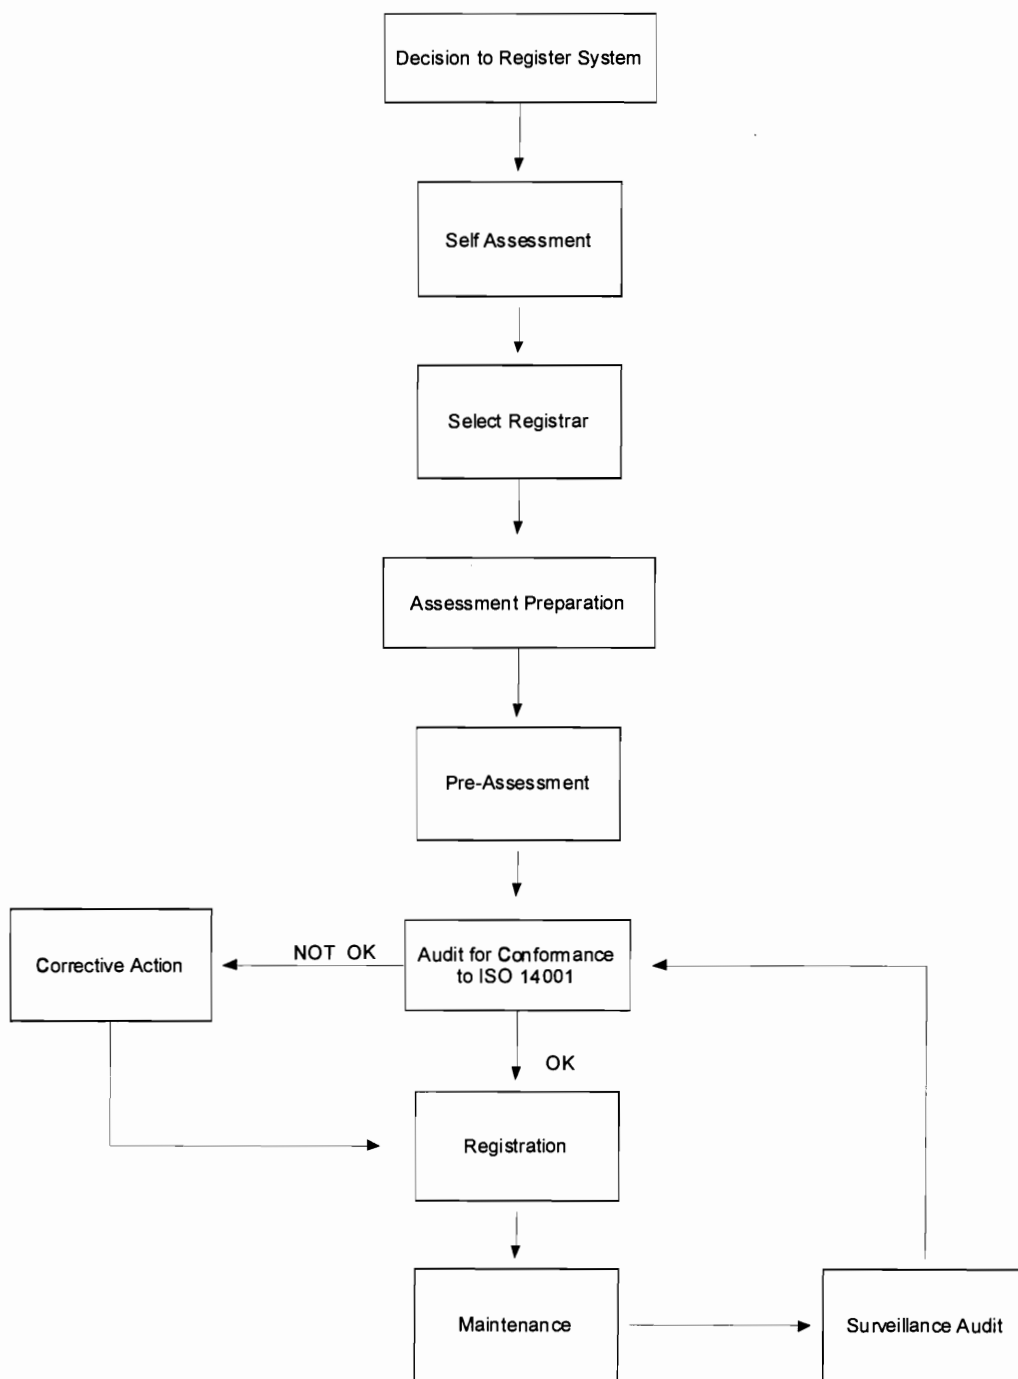 Decision to Register System
Self Assessment
Select Registrar
Assessment Preparation
Pre-Assessment
Corrective Action
NOT OK
Audit for Conformance
to ISO 14001
OK
Registration
Maintenance
Surveillance Audit